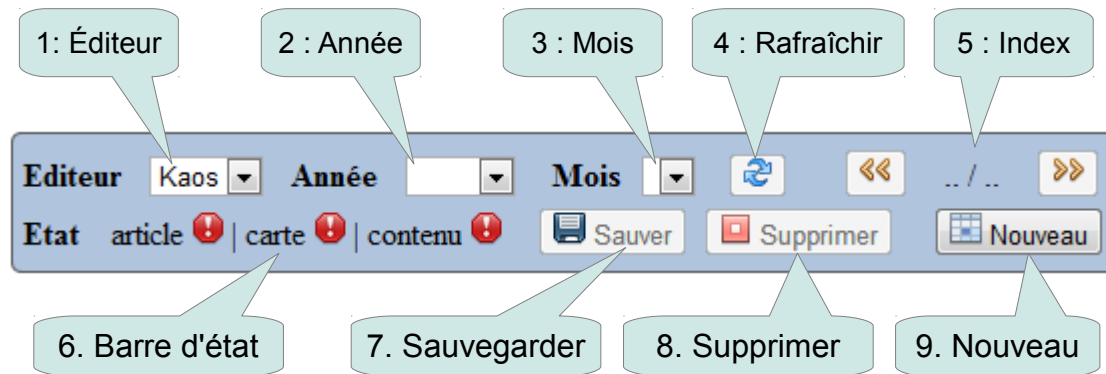 1: Éditeur 2 : Année 3 : Mois 4 : Rafraîchir 5 : Index
Editeur Kaos Année Mois .. / ..
Etat article | carte | contenu Sauver Supprimer Nouveau
6. Barre d'état 7. Sauvegarder 8. Supprimer 9. Nouveau